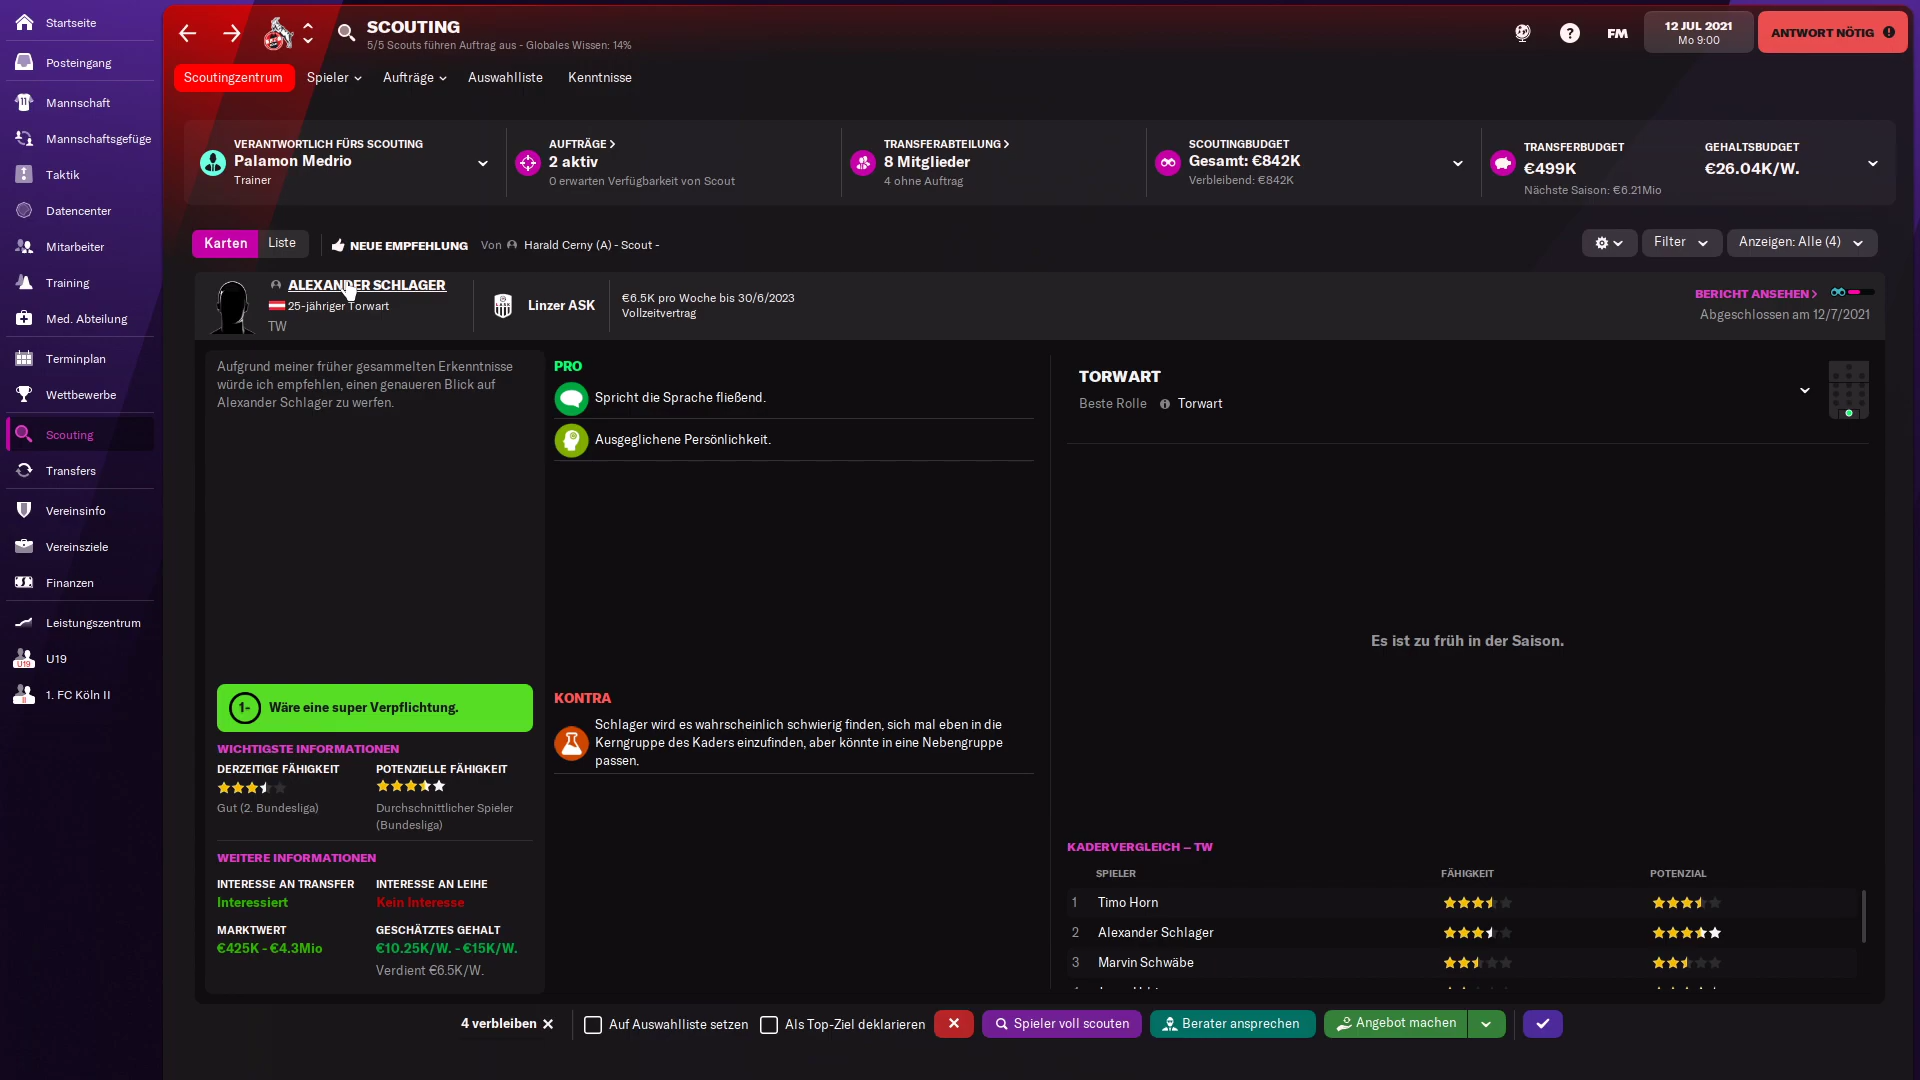 Startseite
Posteingang
Mannschaft
Mannschaftsgefüge
Taktik
Datencenter
Mitarbeiter
Training
Med. Abteilung
Terminplan
Wettbewerbe
Scouting
Transfers
Vereinsinfo
Vereinsziele
Finanzen
Leistungszentrum
U19
U19
1. FC Köln II
SCOUTING
5/5 Scouts führen Auftrag aus - Globales Wissen: 14%
FM
12 JUL 2021
Mo 9:00
ANTWORT NÖTIG
Scoutingzentrum
Spieler
Aufträge
Auswahlliste
Kenntnisse
VERANTWORTLICH FÜRS SCOUTING
Palamon Medrio
Trainer
AUFTRÄGE
2 aktiv
0 erwarten Verfügbarkeit von Scout
TRANSFERABTEILUNG
8 Mitglieder
4 ohne Auftrag
SCOUTINGBUDGET
Gesamt: €842K
Verbleibend: €842K
TRANSFERBUDGET
€499K
Nächste Saison: €6.21Mio
GEHALTSBUDGET
€26.04K/W.
Karten
Liste
NEUE EMPFEHLUNG
Von Harald Cerny (A) - Scout -
Filter
Anzeigen: Alle (4)
ALEXANDER SCHLAGER
25-jähriger Torwart
TW
Linzer ASK
€6.5K pro Woche bis 30/6/2023
Vollzeitvertrag
BERICHT ANSEHEN
Abgeschlossen am 12/7/2021
Aufgrund meiner früher gesammelten Erkenntnisse
würde ich empfehlen, einen genaueren Blick auf
Alexander Schlager zu werfen.
1- Wäre eine super Verpflichtung.
WICHTIGSTE INFORMATIONEN
DERZEITIGE FÄHIGKEIT
Gut (2. Bundesliga)
POTENZIELLE FÄHIGKEIT
Durchschnittlicher Spieler
(Bundesliga)
WEITERE INFORMATIONEN
INTERESSE AN TRANSFER
Interessiert
INTERESSE AN LEIHE
Kein Interesse
MARKTWERT
€425K - €4.3Mio
GESCHÄTZTES GEHALT
€10.25K/W. - €15K/W.
Verdient €6.5K/W.
PRO
Spricht die Sprache fließend.
Ausgeglichene Persönlichkeit.
KONTRA
Schlager wird es wahrscheinlich schwierig finden, sich mal eben in die
Kerngruppe des Kaders einzufinden, aber könnte in eine Nebengruppe
passen.
TORWART
Beste Rolle Torwart
Es ist zu früh in der Saison.
KADERVERGLEICH – TW
SPIELER FÄHIGKEIT POTENZIAL
1 Timo Horn
2 Alexander Schlager
3 Marvin Schwäbe
4 verbleiben
Auf Auswahlliste setzen
Als Top-Ziel deklarieren
Spieler voll scouten
Berater ansprechen
Angebot machen